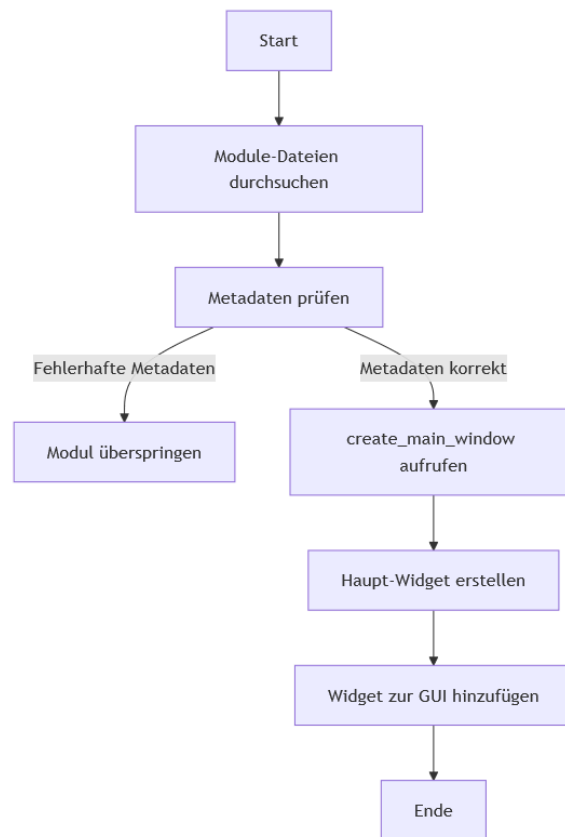 Start
Module-Dateien
durchsuchen
Metadaten prüfen
Fehlerhafte Metadaten
Metadaten korrekt
Modul überspringen
create_main_window
aufrufen
Haupt-Widget erstellen
Widget zur GUI hinzufügen
Ende